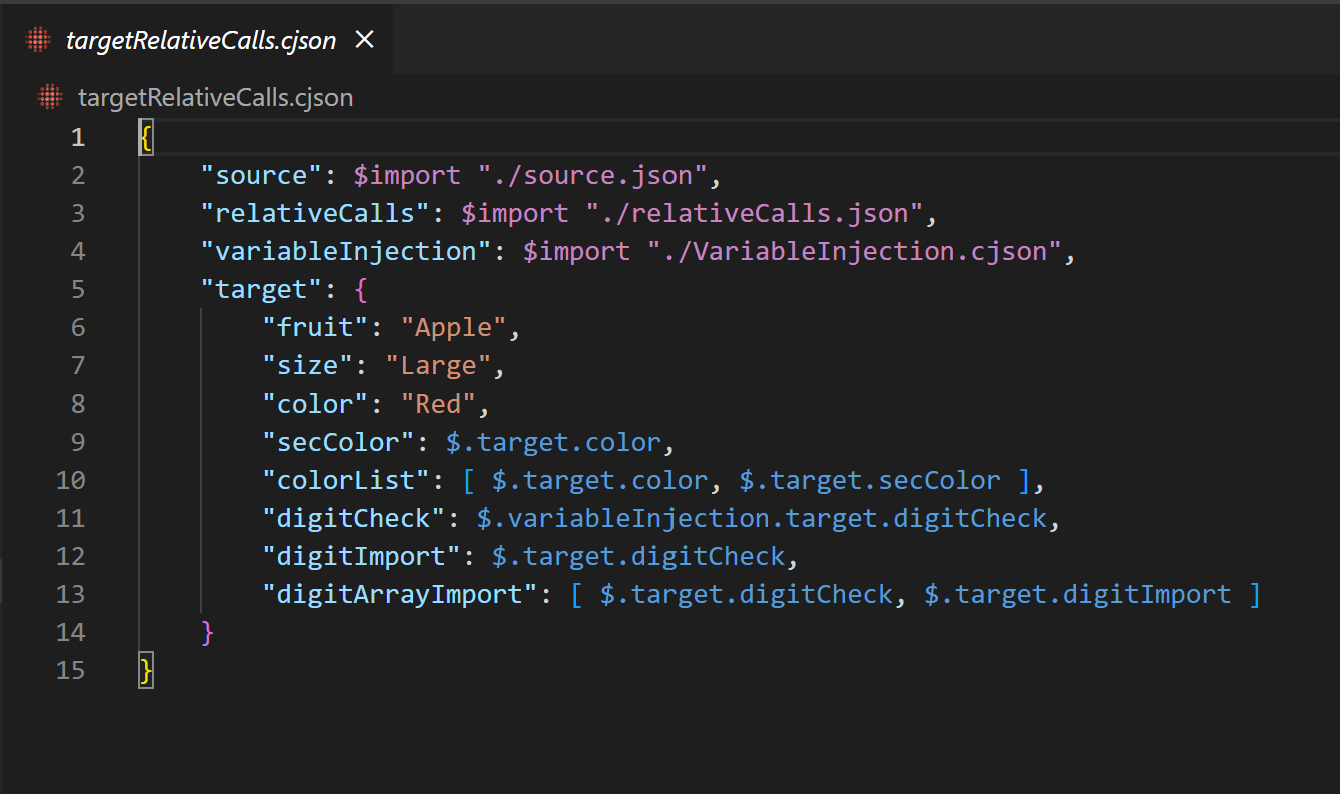 targetRelativeCalls.cjson
targetRelativeCalls.cjson
1 {
2 "source": $import "./source.json",
3 "relativeCalls": $import "./relativeCalls.json",
4 "variableInjection": $import "./VariableInjection.cjson",
5 "target": {
6 "fruit": "Apple",
7 "size": "Large",
8 "color": "Red",
9 "secColor": $.target.color,
10 "colorList": [ $.target.color, $.target.secColor ],
11 "digitCheck": $.variableInjection.target.digitCheck,
12 "digitImport": $.target.digitCheck,
13 "digitArrayImport": [ $.target.digitCheck, $.target.digitImport ]
14 }
15 }